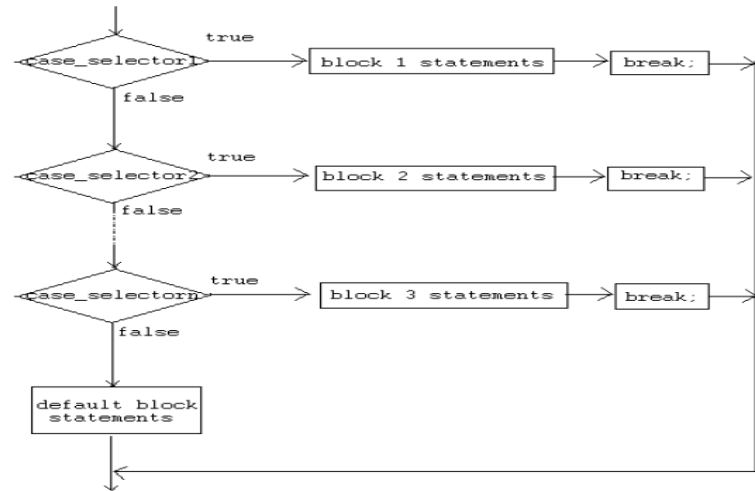 true
case_selector1
block 1 statements
break;
false
true
case_selector2
block 2 statements
break;
false
true
case_selectorn
block 3 statements
break;
false
default block
statements